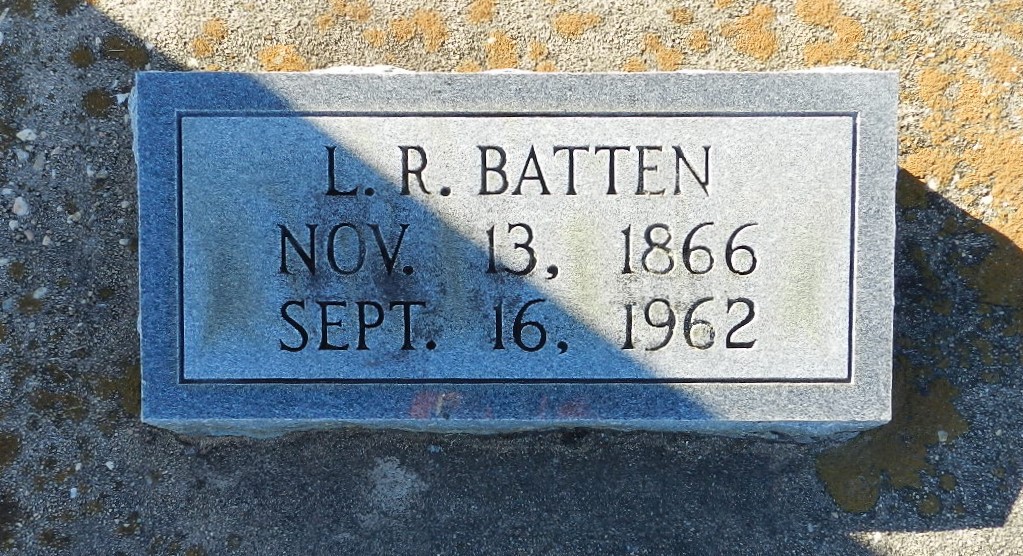 L. R. BATTEN
NOV. 13, 1866
SEPT. 16, 1962